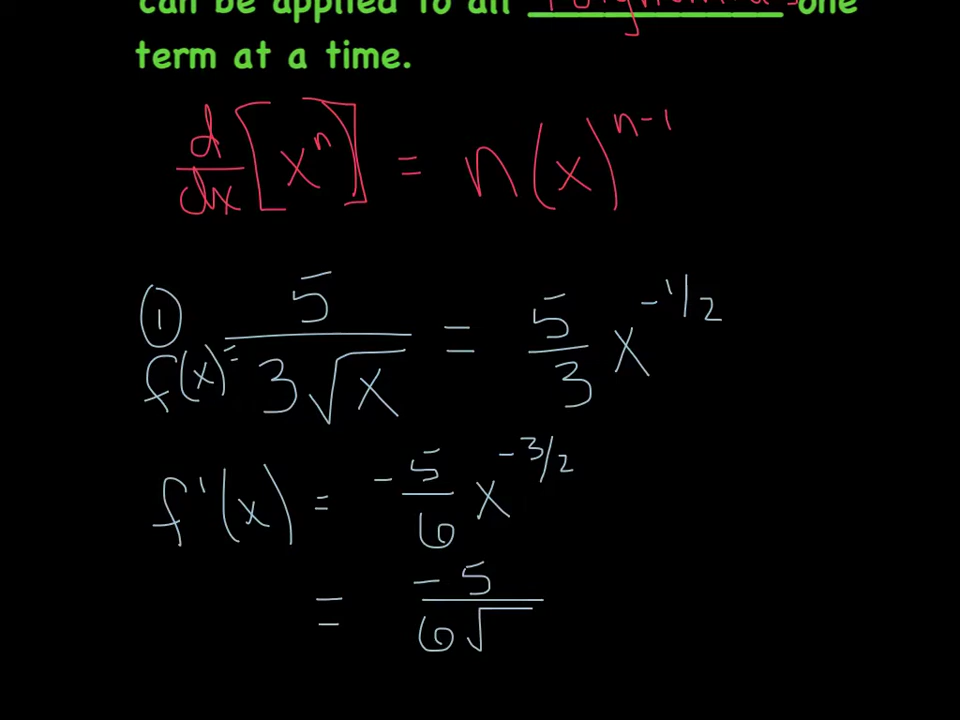 can be applied to all Polynomials one
term at a time.
d/dx [x^n] = n(x)^{n-1}
① f(x) = 5/(3√x) = 5/3 x^{-1/2}
f'(x) = -5/6 x^{-3/2}
= -5/(6√